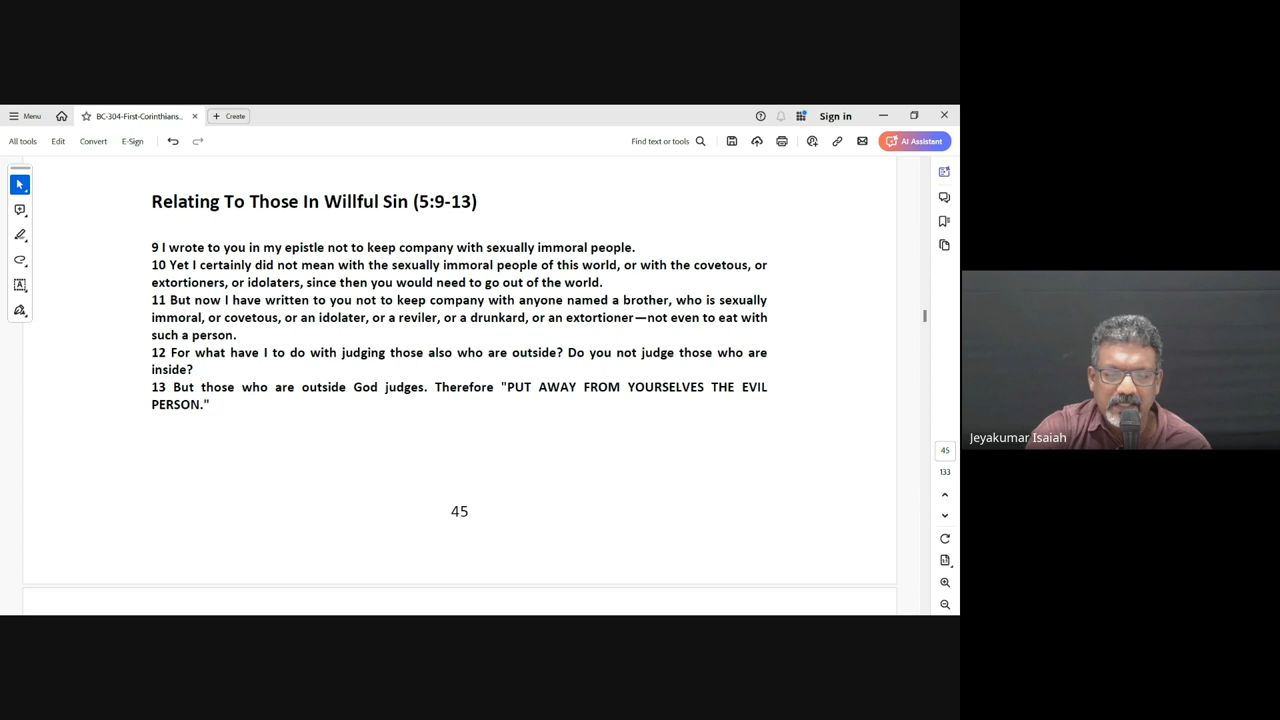 Menu
BC-304-First-Corinthians...
Create
Sign in
All tools
Edit
Convert
E-Sign
Find text or tools
AI Assistant
Relating To Those In Willful Sin (5:9-13)
9 I wrote to you in my epistle not to keep company with sexually immoral people.
10 Yet I certainly did not mean with the sexually immoral people of this world, or with the covetous, or
extortioners, or idolaters, since then you would need to go out of the world.
11 But now I have written to you not to keep company with anyone named a brother, who is sexually
immoral, or covetous, or an idolater, or a reviler, or a drunkard, or an extortioner—not even to eat with
such a person.
12 For what have I to do with judging those also who are outside? Do you not judge those who are
inside?
13 But those who are outside God judges. Therefore "PUT AWAY FROM YOURSELVES THE EVIL
PERSON."
45
45
133
Jeyakumar Isaiah